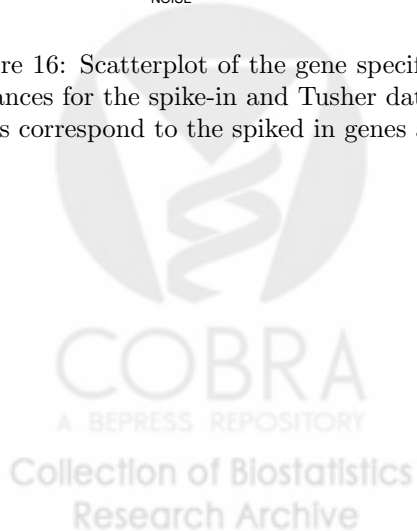 NOISE
re 16: Scatterplot of the gene specif
ances for the spike-in and Tusher dat
s correspond to the spiked in genes
COBRA
A BEPRESS REPOSITORY
Collection of Biostatistics
Research Archive